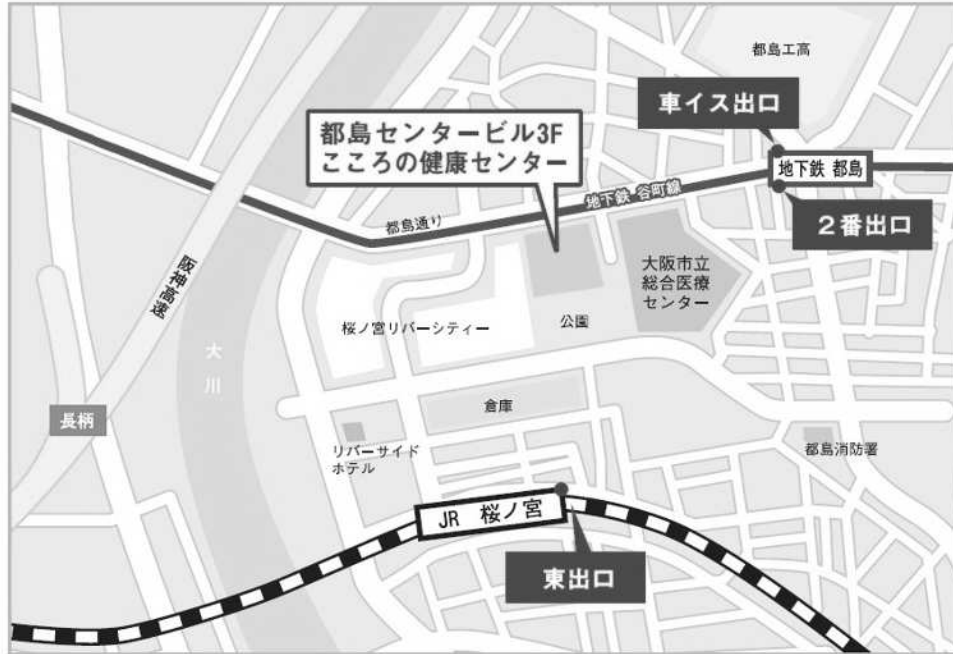 都島工高
車イス出口
都島センタービル3F
こころの健康センター
地下鉄 都島
地下鉄 谷町線
2番出口
都島通り
大阪市立
総合医療
センター
阪神高速
桜ノ宮リバーシティー
公園
大川
長柄
倉庫
リバーサイド
ホテル
都島消防署
JR 桜ノ宮
東出口